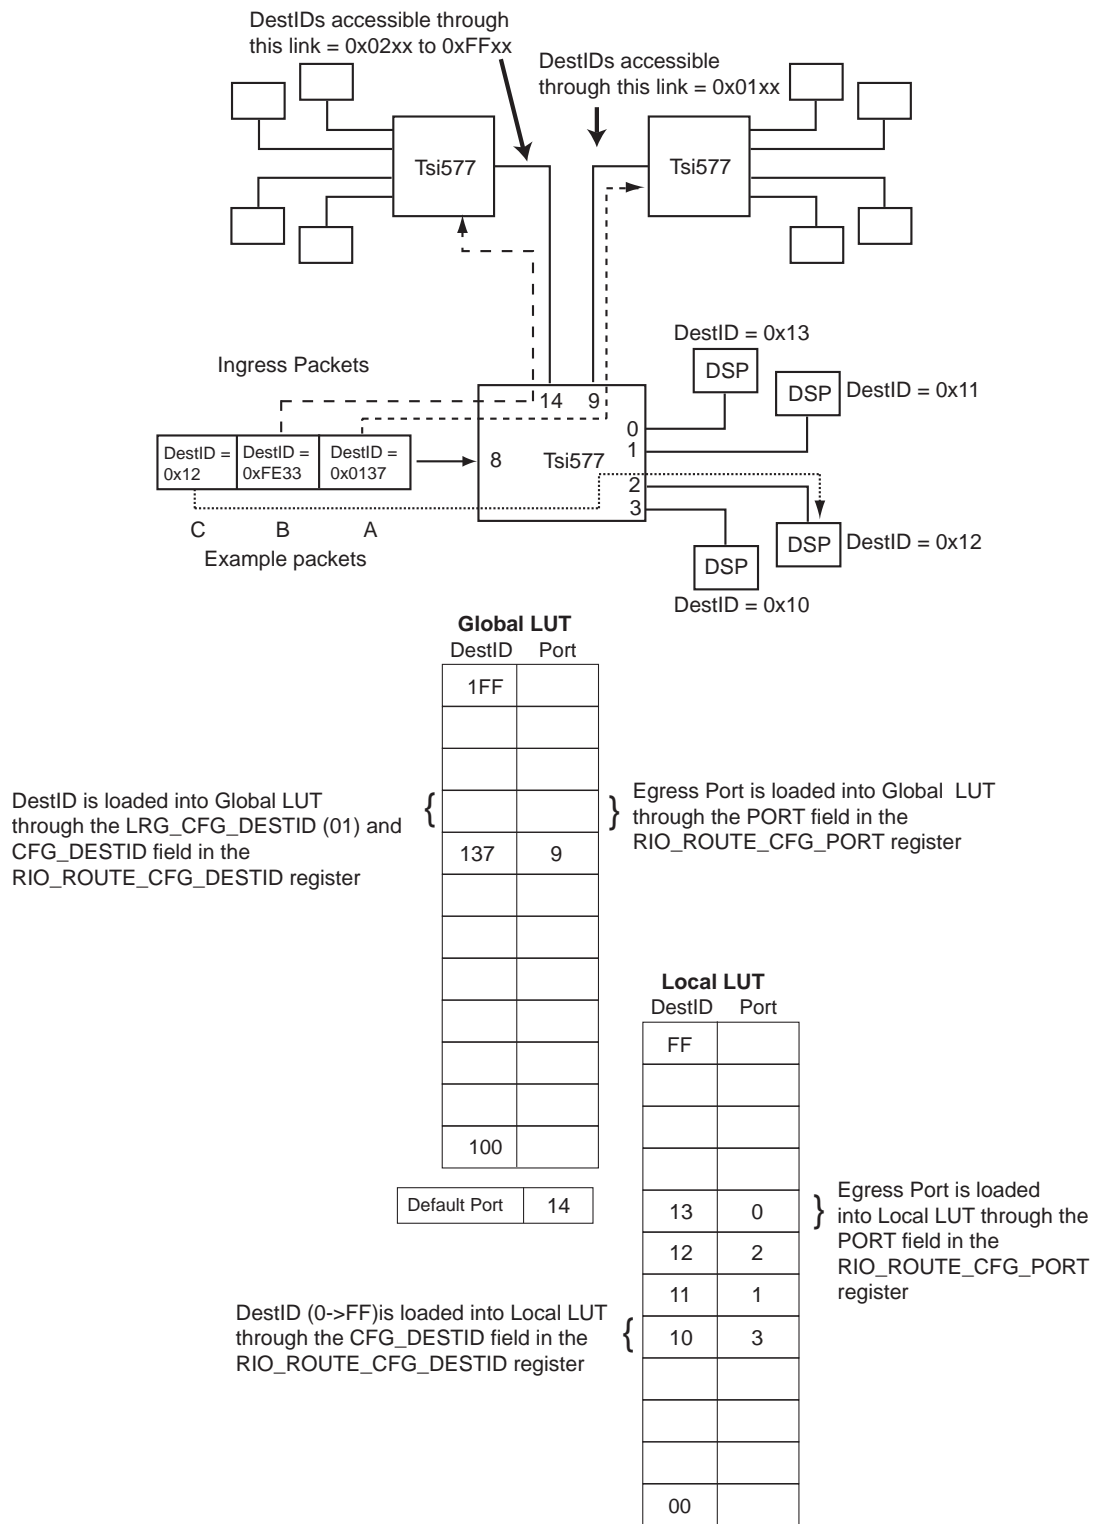 DestIDs accessible through
this link = 0x02xx to 0xFFxx
DestIDs accessible
through this link = 0x01xx
Tsi577
Tsi577
DestID = 0x13
Ingress Packets
DSP
DSP
DestID = 0x11
14
9
0
1
DestID =
0x12
DestID =
0xFE33
DestID =
0x0137
8
Tsi577
2
3
C
B
A
Example packets
DSP
DestID = 0x12
DSP
DestID = 0x10
Global LUT
DestID
Port
1FF
DestID is loaded into Global LUT
through the LRG_CFG_DESTID (01) and
CFG_DESTID field in the
RIO_ROUTE_CFG_DESTID register
{
}
Egress Port is loaded into Global LUT
through the PORT field in the
RIO_ROUTE_CFG_PORT register
137
9
100
Default Port
14
Local LUT
DestID
Port
FF
13
0
12
2
11
1
10
3
00
}
Egress Port is loaded
into Local LUT through the
PORT field in the
RIO_ROUTE_CFG_PORT
register
DestID (0->FF)is loaded into Local LUT
through the CFG_DESTID field in the
RIO_ROUTE_CFG_DESTID register
{